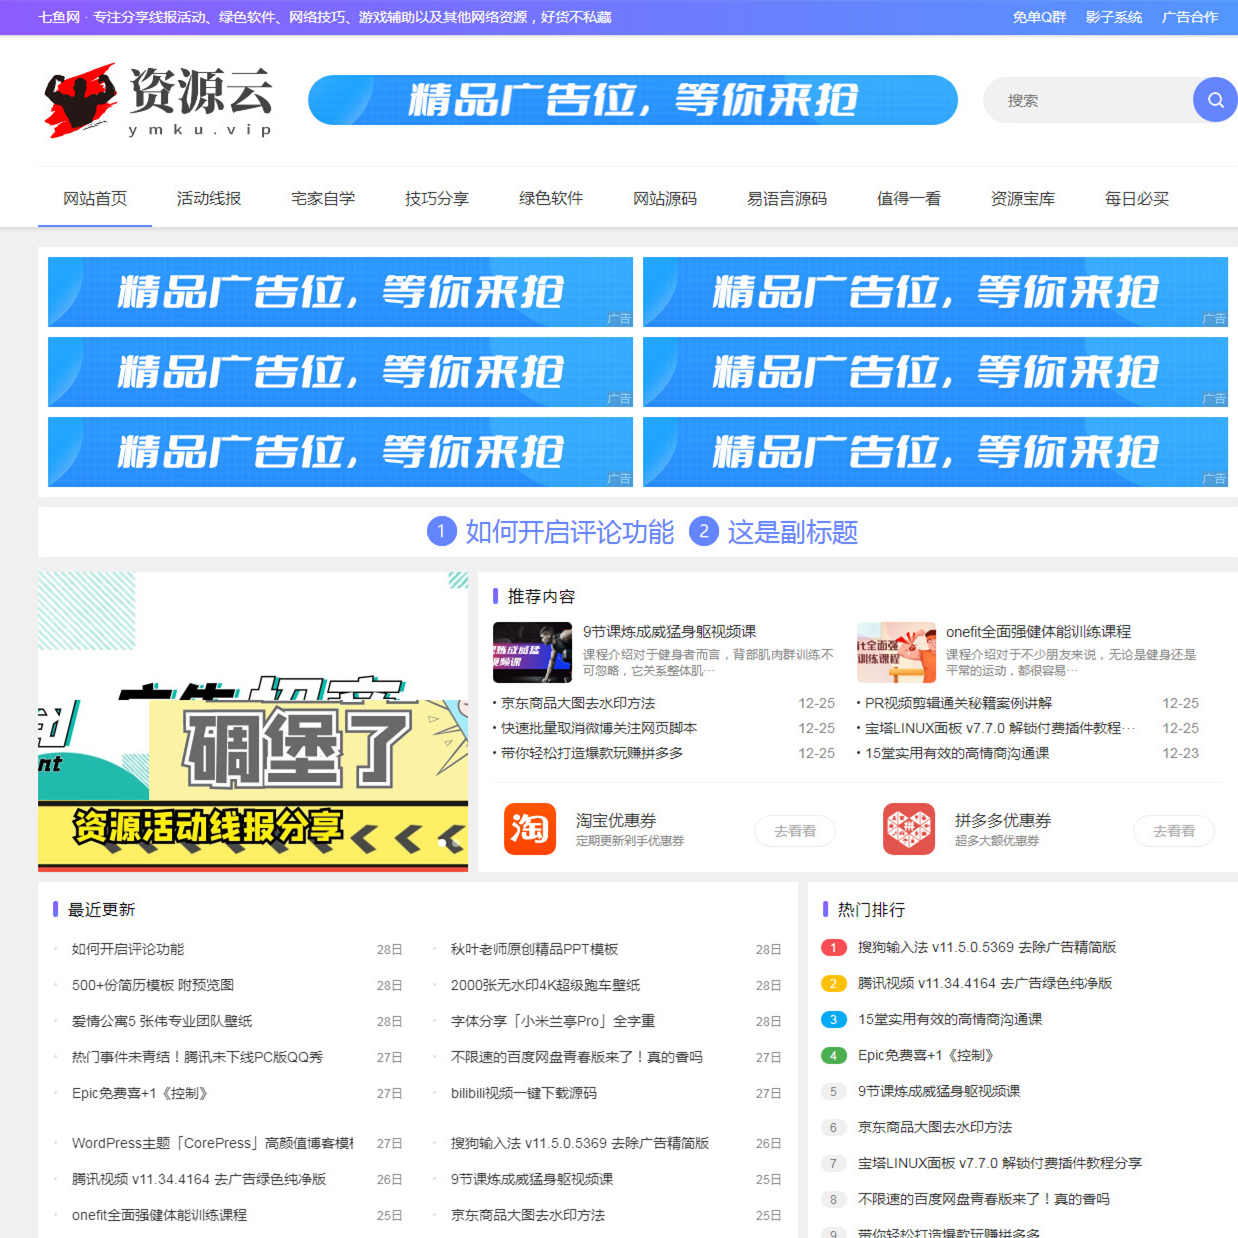 七鱼网 · 专注分享线报活动、绿色软件、网络技巧、游戏辅助以及其他网络资源，好货不私藏
免单Q群 影子系统 广告合作
资源云
ymku.vip
精品广告位，等你来抢
搜索
网站首页 活动线报 宅家自学 技巧分享 绿色软件 网站源码 易语言源码 值得一看 资源宝库 每日必买
精品广告位，等你来抢 广告
精品广告位，等你来抢 广告
精品广告位，等你来抢 广告
精品广告位，等你来抢 广告
精品广告位，等你来抢 广告
精品广告位，等你来抢 广告
1 如何开启评论功能 2 这是副标题
碉堡了
资源活动线报分享
推荐内容
9节课炼成威猛身躯视频课
课程介绍对于健身者而言，背部肌肉群训练不
可忽略，它关系整体肌…
onefit全面强健体能训练课程
课程介绍对于不少朋友来说，无论是健身还是
平常的运动，都很容易…
· 京东商品大图去水印方法 12-25
· 快速批量取消微博关注网页脚本 12-25
· 带你轻松打造爆款玩赚拼多多 12-25
· PR视频剪辑通关秘籍案例讲解 12-25
· 宝塔LINUX面板 v7.7.0 解锁付费插件教程… 12-25
· 15堂实用有效的高情商沟通课 12-23
淘
淘宝优惠券
定期更新剁手优惠券
去看看
拼
拼多多优惠券
超多大额优惠券
去看看
最近更新
如何开启评论功能 28日
秋叶老师原创精品PPT模板 28日
500+份简历模板 附预览图 28日
2000张无水印4K超级跑车壁纸 28日
爱情公寓5 张伟专业团队壁纸 28日
字体分享「小米兰亭Pro」全字重 28日
热门事件未青结！腾讯未下线PC版QQ秀 27日
不限速的百度网盘青春版来了！真的香吗 27日
Epic免费喜+1《控制》 27日
bilibili视频一键下载源码 27日
WordPress主题「CorePress」高颜值博客模 27日
搜狗输入法 v11.5.0.5369 去除广告精简版 26日
腾讯视频 v11.34.4164 去广告绿色纯净版 26日
9节课炼成威猛身躯视频课 25日
onefit全面强健体能训练课程 25日
京东商品大图去水印方法 25日
热门排行
1 搜狗输入法 v11.5.0.5369 去除广告精简版
2 腾讯视频 v11.34.4164 去广告绿色纯净版
3 15堂实用有效的高情商沟通课
4 Epic免费喜+1《控制》
5 9节课炼成威猛身躯视频课
6 京东商品大图去水印方法
7 宝塔LINUX面板 v7.7.0 解锁付费插件教程分享
8 不限速的百度网盘青春版来了！真的香吗
9 带你轻松打造爆款玩赚拼多多